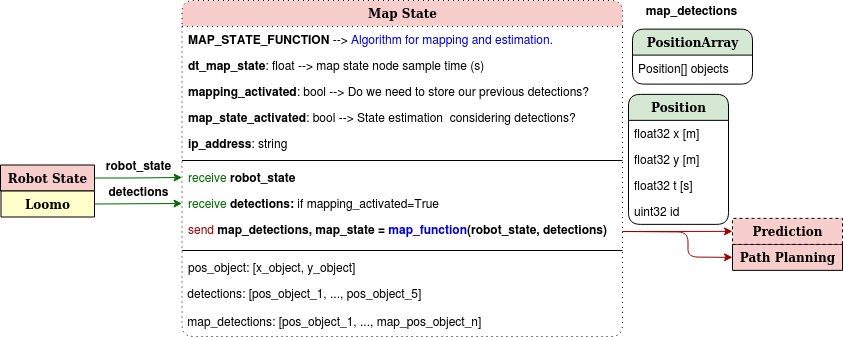 Map State
MAP_STATE_FUNCTION --> Algorithm for mapping and estimation.
dt_map_state: float --> map state node sample time (s)
mapping_activated: bool --> Do we need to store our previous detections?
map_state_activated: bool --> State estimation considering detections?
ip_address: string
robot_state
Robot State
detections
Loomo
receive robot_state
receive detections: if mapping_activated=True
send map_detections, map_state = map_function(robot_state, detections)
pos_object: [x_object, y_object]
detections: [pos_object_1, ..., pos_object_5]
map_detections: [pos_object_1, ..., map_pos_object_n]
map_detections
PositionArray
Position[] objects
Position
float32 x [m]
float32 y [m]
float32 t [s]
uint32 id
Prediction
Path Planning